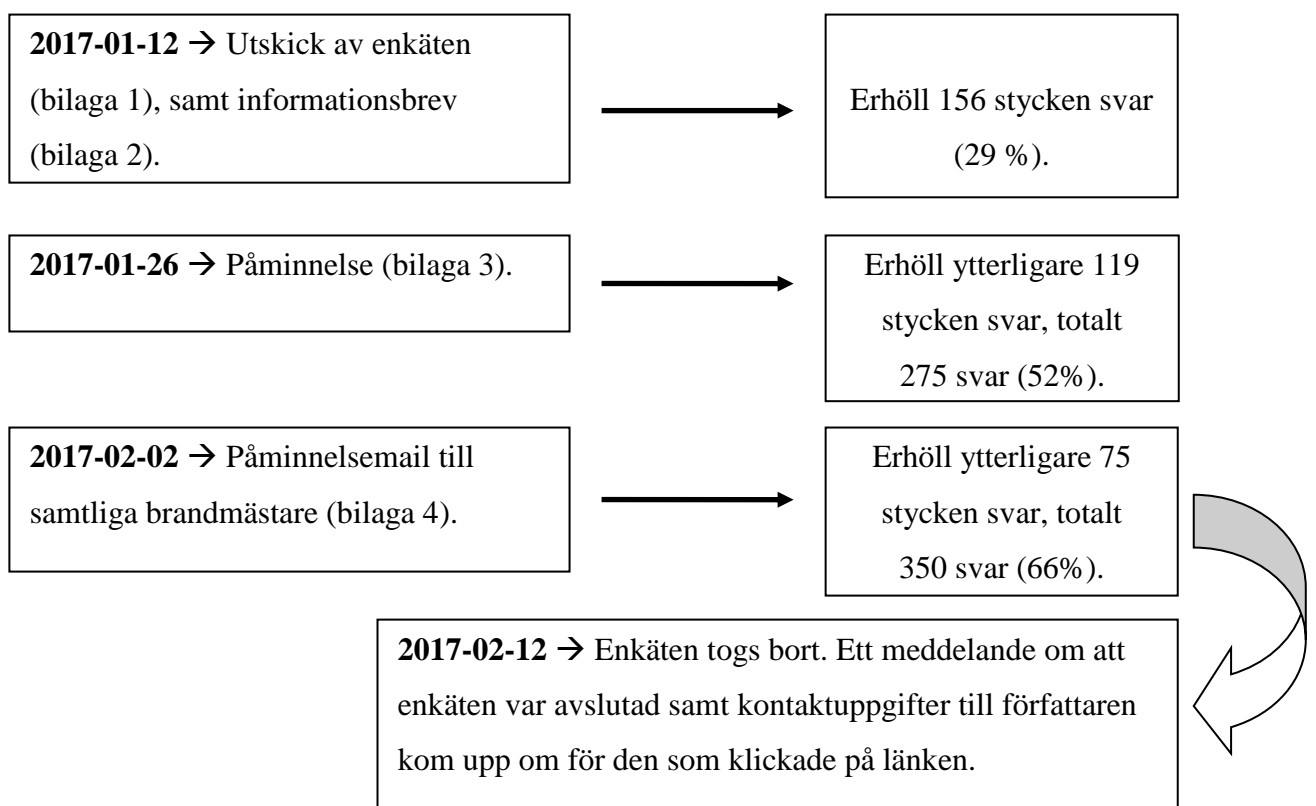 2017-01-12 → Utskick av enkäten
(bilaga 1), samt informationsbrev
(bilaga 2).
Erhöll 156 stycken svar
(29 %).
2017-01-26 → Påminnelse (bilaga 3).
Erhöll ytterligare 119
stycken svar, totalt
275 svar (52%).
2017-02-02 → Påminnelsemail till
samtliga brandmästare (bilaga 4).
Erhöll ytterligare 75
stycken svar, totalt
350 svar (66%).
2017-02-12 → Enkäten togs bort. Ett meddelande om att
enkäten var avslutad samt kontaktuppgifter till författaren
kom upp om för den som klickade på länken.